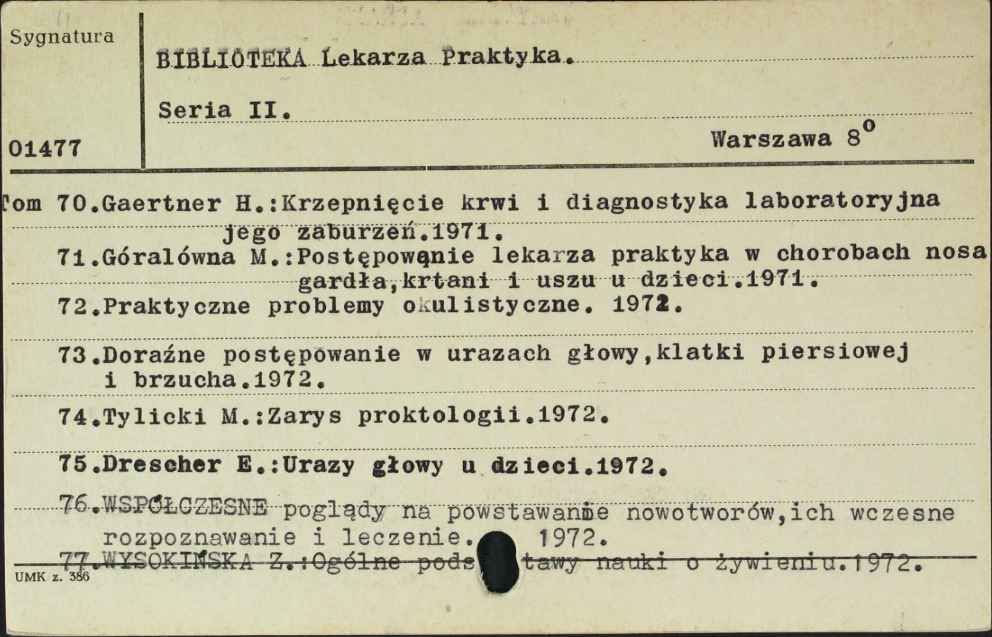 Sygnatura
BIBLIOTEKA Lekarza Praktyka.
Seria II.
01477
Warszawa 8°
Tom 70.Gaertner H.:Krzepnięcie krwi i diagnostyka laboratoryjna
jego zaburzeń.1971.
71.Góralówna M.:Postępowanie lekarza praktyka w chorobach nosa
gardła,krtani i uszu u dzieci.1971.
72.Praktyczne problemy okulistyczne. 1972.
73.Doraźne postępowanie w urazach głowy,klatki piersiowej
i brzucha.1972.
74.Tylicki M.:Zarys proktologii.1972.
75.Drescher E.:Urazy głowy u dzieci.1972.
76.WSPÓŁCZESNE poglądy na powstawanie nowotworów,ich wczesne
rozpoznawanie i leczenie. 1972.
77.WYSOKIŃSKA Z.:Ogólne podstawy nauki o żywieniu.1972.
UMK z. 386